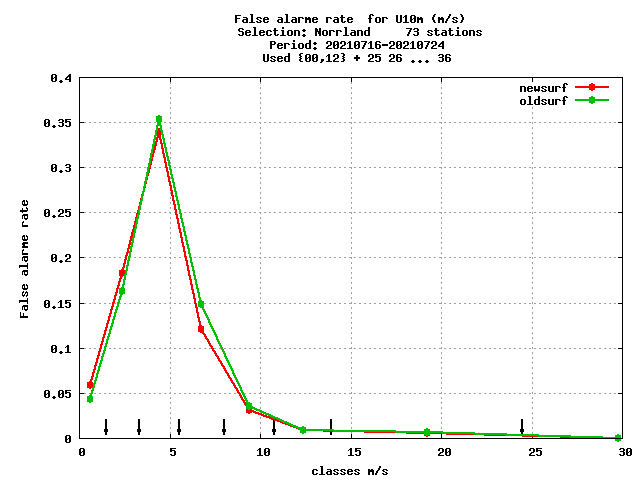 False alarme rate  for U10m (m/s)
Selection: Norrland     73 stations
Period: 20210716-20210724
Used {00,12} + 25 26 ... 36
newsurf
oldsurf
0.4
0.35
0.3
0.25
0.2
0.15
0.1
0.05
0
False alarme rate
0 5 10 15 20 25 30
classes m/s